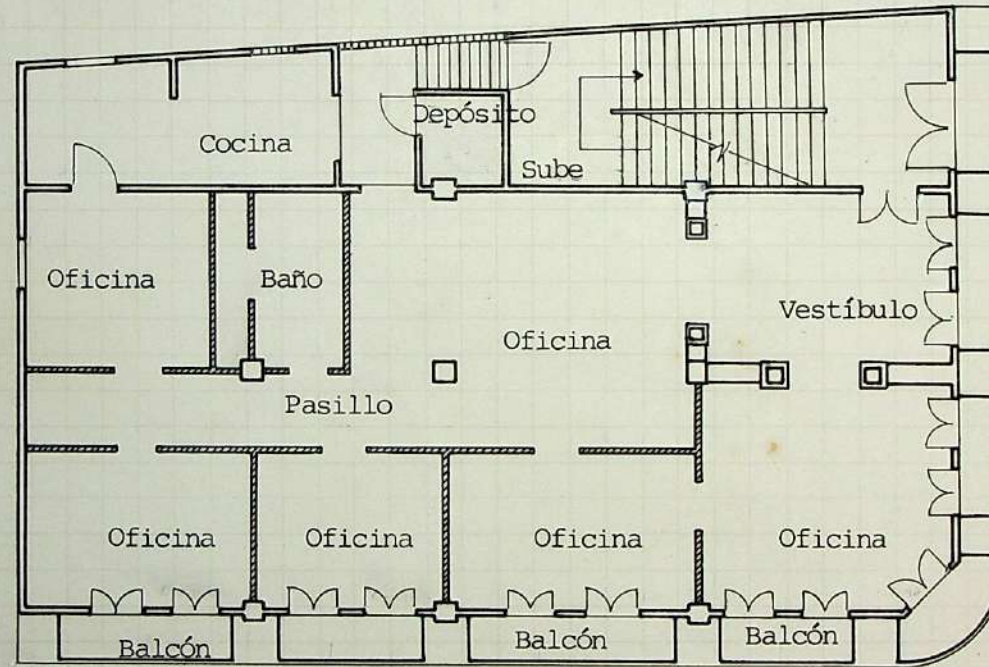 Depósito
Cocina
Sube
Oficina
Baño
Vestíbulo
Oficina
Pasillo
Oficina
Oficina
Oficina
Oficina
Balcón
Balcón
Balcón